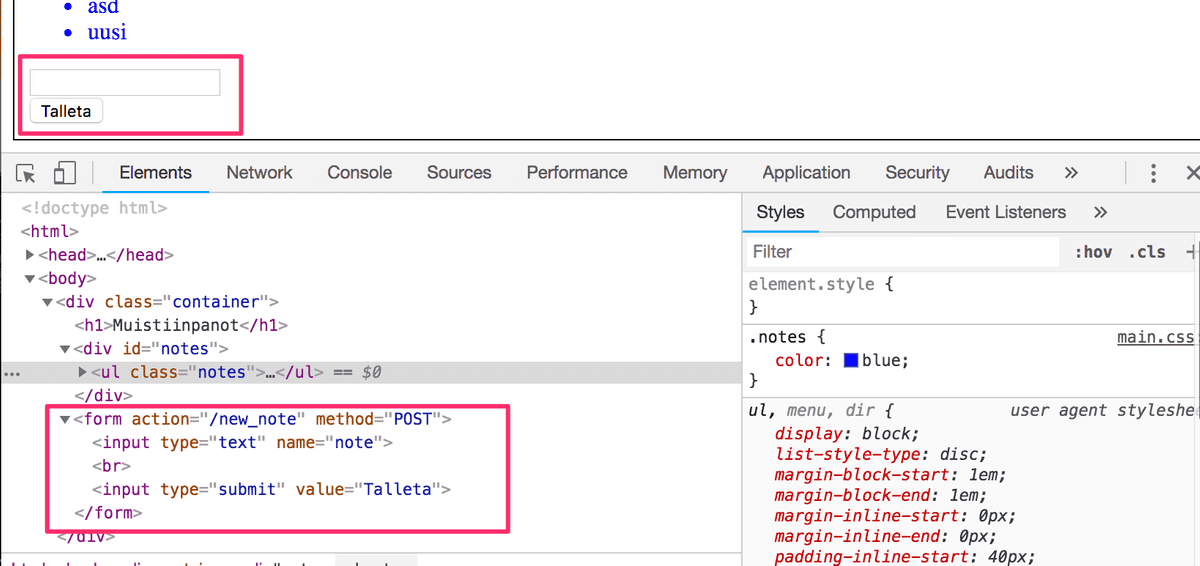 asd
uusi
Talleta
Elements Network Console Sources Performance Memory Application Security Audits »
<!doctype html>
<html>
▶<head>…</head>
▼<body>
▼<div class="container">
<h1>Muistiinpanot</h1>
▼<div id="notes">
▶<ul class="notes">…</ul> == $0
</div>
▼<form action="/new_note" method="POST">
<input type="text" name="note">
<br>
<input type="submit" value="Talleta">
</form>
</div>
Styles Computed Event Listeners »
Filter :hov .cls +
element.style {
}
.notes { main.css:
color: blue;
}
ul, menu, dir { user agent styleshe
display: block;
list-style-type: disc;
margin-block-start: 1em;
margin-block-end: 1em;
margin-inline-start: 0px;
margin-inline-end: 0px;
padding-inline-start: 40px;